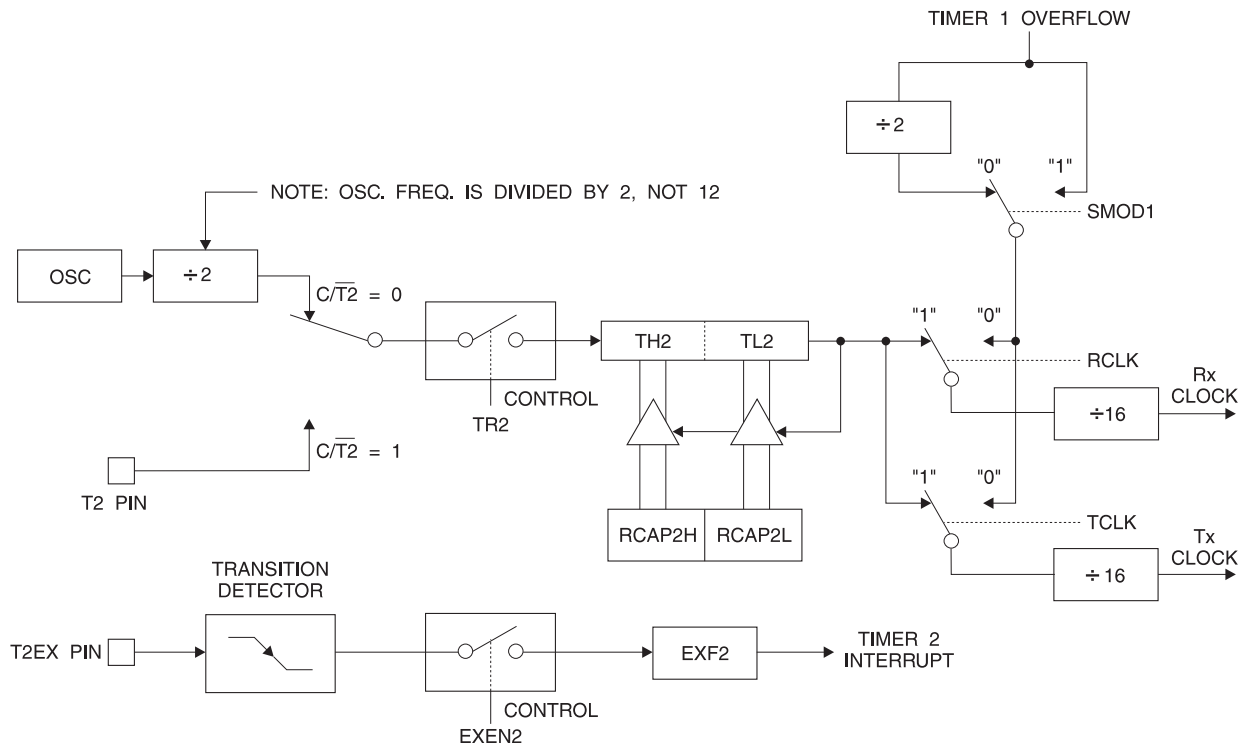 TIMER 1 OVERFLOW
÷2
"0"
"1"
NOTE: OSC. FREQ. IS DIVIDED BY 2, NOT 12
SMOD1
OSC
÷2
C/T2̅ = 0
"1"
"0"
TH2
TL2
RCLK
CONTROL
TR2
Rx
CLOCK
÷16
C/T2̅ = 1
T2 PIN
"1"
"0"
RCAP2H
RCAP2L
TCLK
Tx
CLOCK
÷16
TRANSITION
DETECTOR
T2EX PIN
EXF2
TIMER 2
INTERRUPT
CONTROL
EXEN2